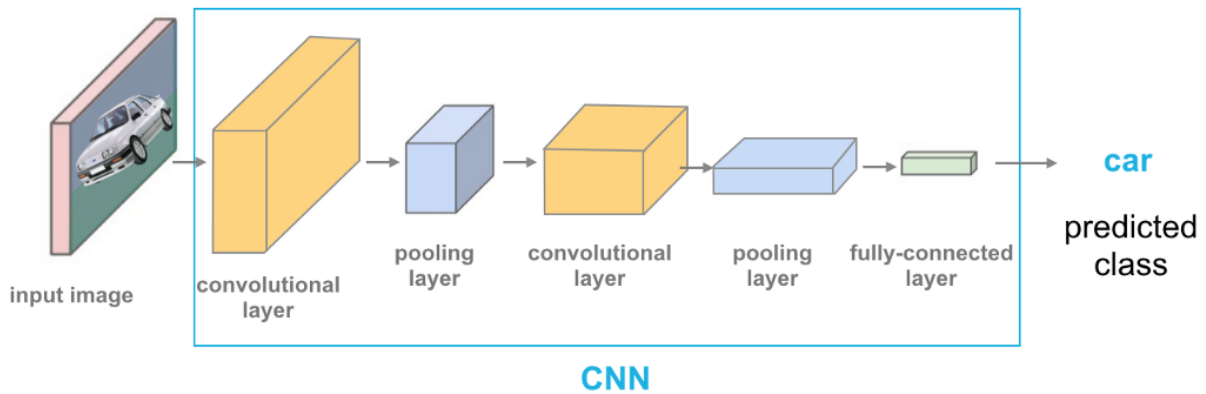 input image
convolutional
layer
pooling
layer
convolutional
layer
pooling
layer
fully-connected
layer
car
predicted
class
CNN